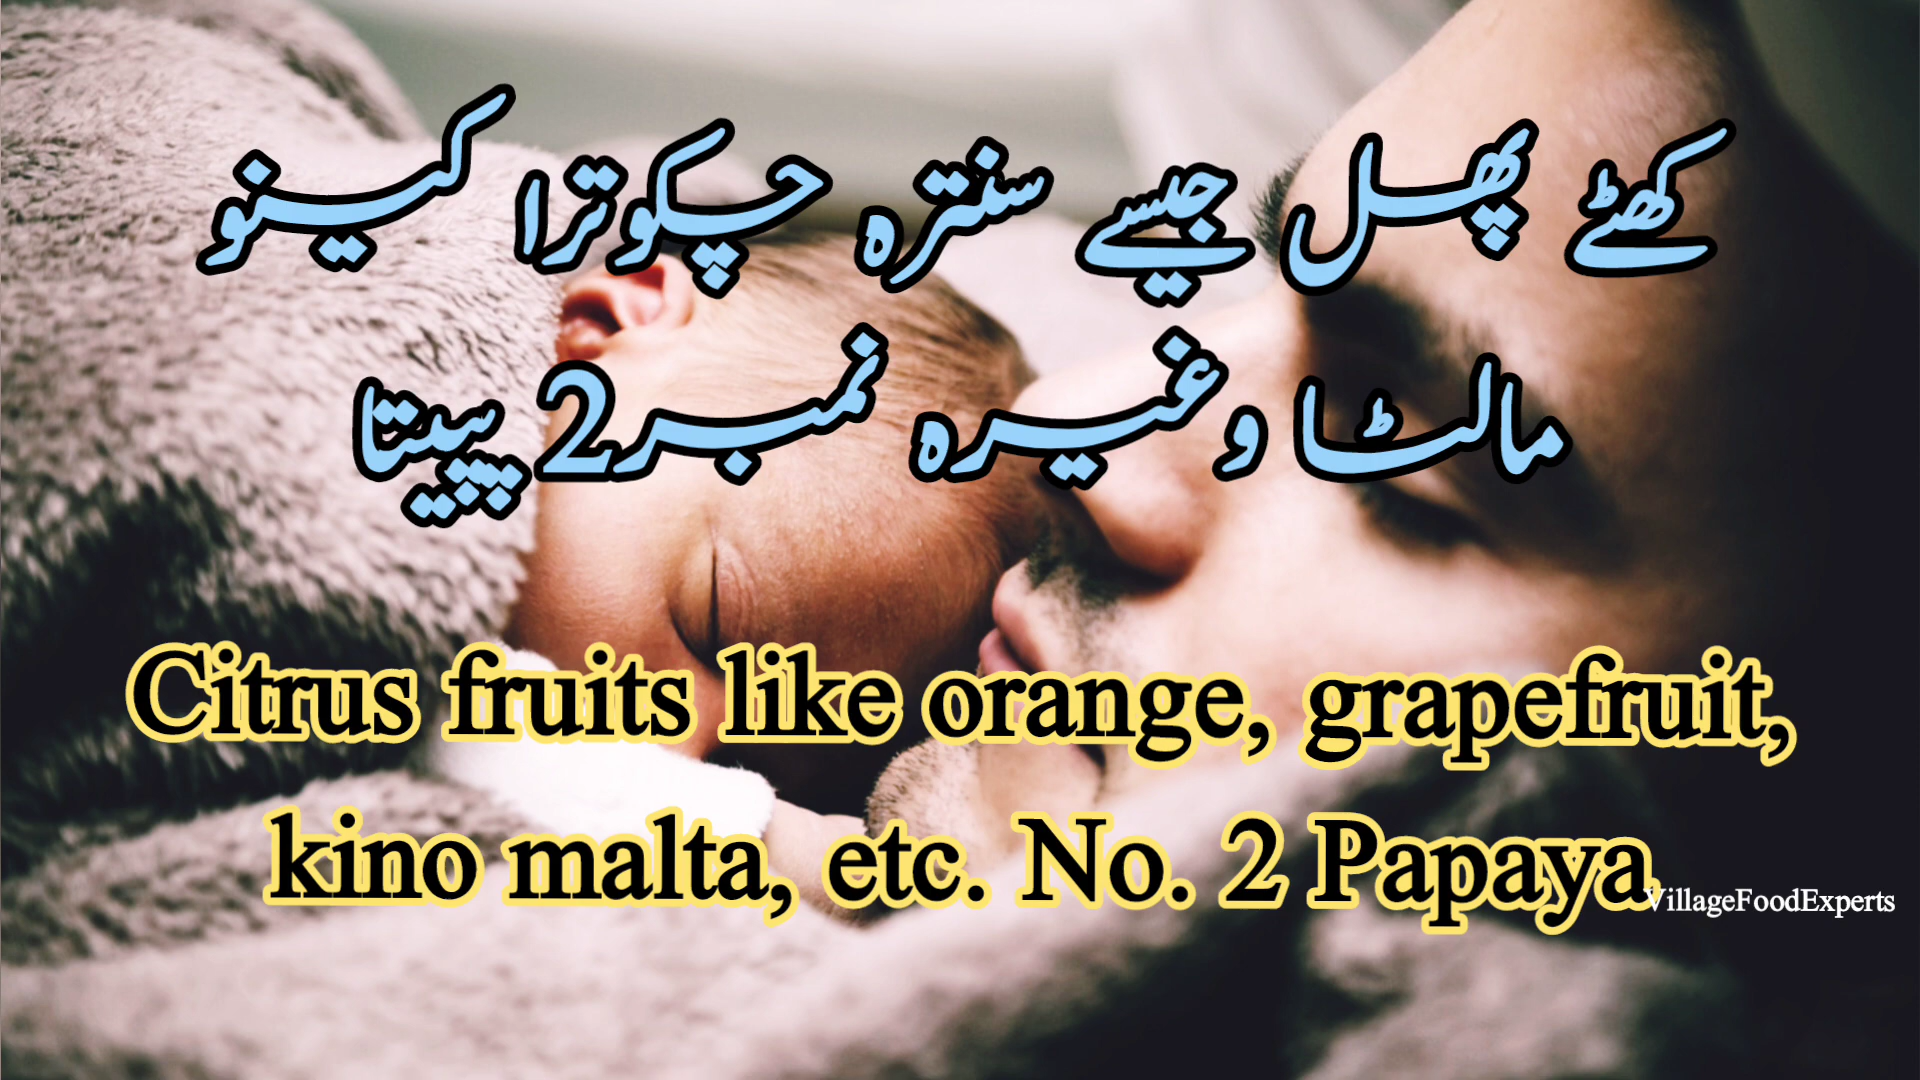 کھٹے پھل جیسے سنترہ چکوترا کینو
مالٹا وغیرہ نمبر2 پپیتا
Citrus fruits like orange, grapefruit,
kino malta, etc. No. 2 Papaya
VillageFoodExperts